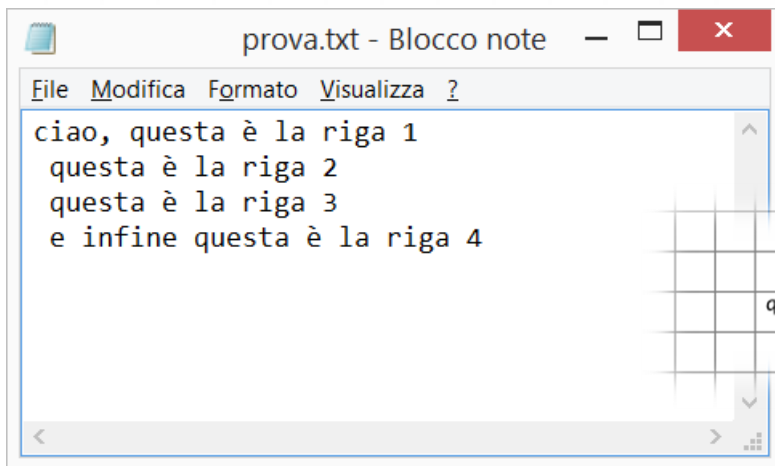 prova.txt - Blocco note
File Modifica Formato Visualizza ?
ciao, questa è la riga 1
questa è la riga 2
questa è la riga 3
e infine questa è la riga 4